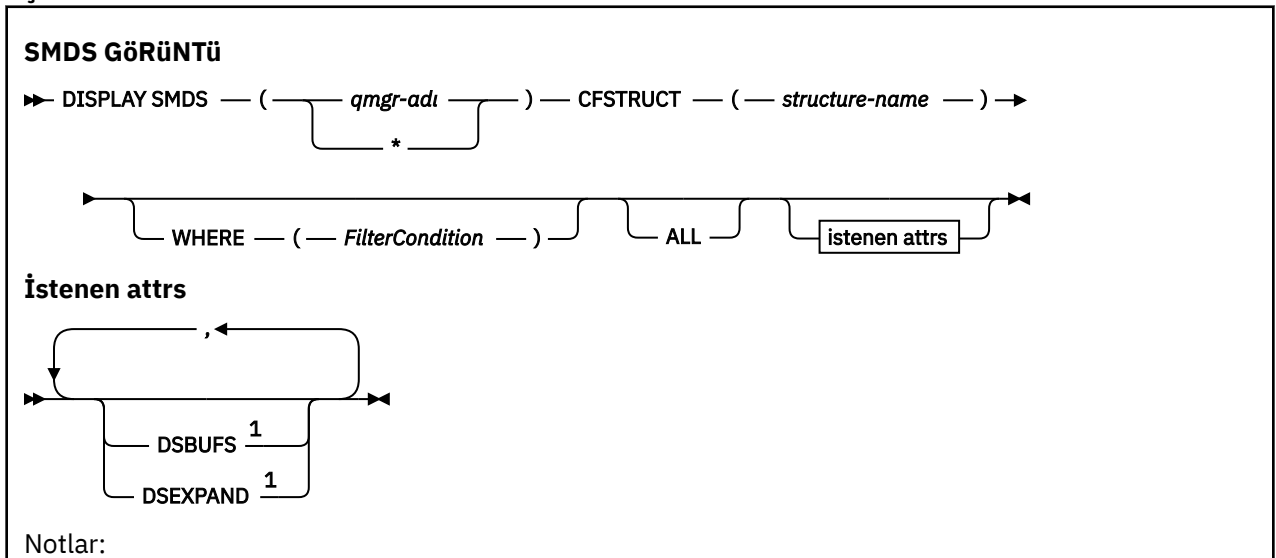 SMDS GöRüNTü
DISPLAY SMDS ( qmgr-adı ) CFSTRUCT ( structure-name )
*
WHERE ( FilterCondition ) ALL istenen attrs
İstenen attrs
,
DSBUFS 1
DSEXPAND 1
Notlar: